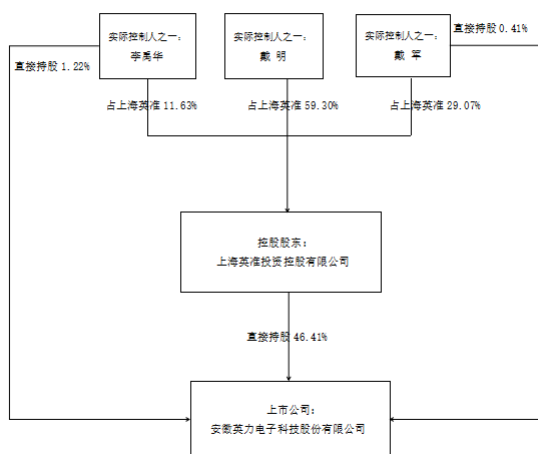 实际控制人之一：
李禹华
实际控制人之一：
戴 明
实际控制人之一：
戴 军
直接持股 0.41%
直接持股 1.22%
占上海英准 11.63%
占上海英准 59.30%
占上海英准 29.07%
控股股东：
上海英准投资控股有限公司
直接持股 46.41%
上市公司：
安徽英力电子科技股份有限公司